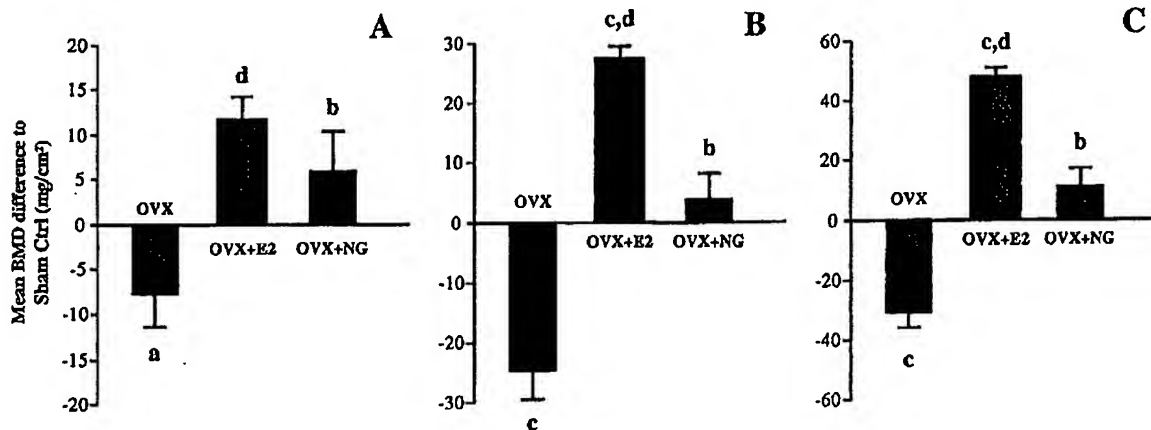 Mean BMD difference to
Sham Ctrl (mg/cm²)
A
20
15
10
5
0
-5
-10
-15
-20
OVX
a
d
OVX+E2
b
OVX+NG
B
30
20
10
0
-10
-20
-30
OVX
c
c,d
OVX+E2
b
OVX+NG
C
60
40
20
0
-20
-40
-60
OVX
c
c,d
OVX+E2
b
OVX+NG